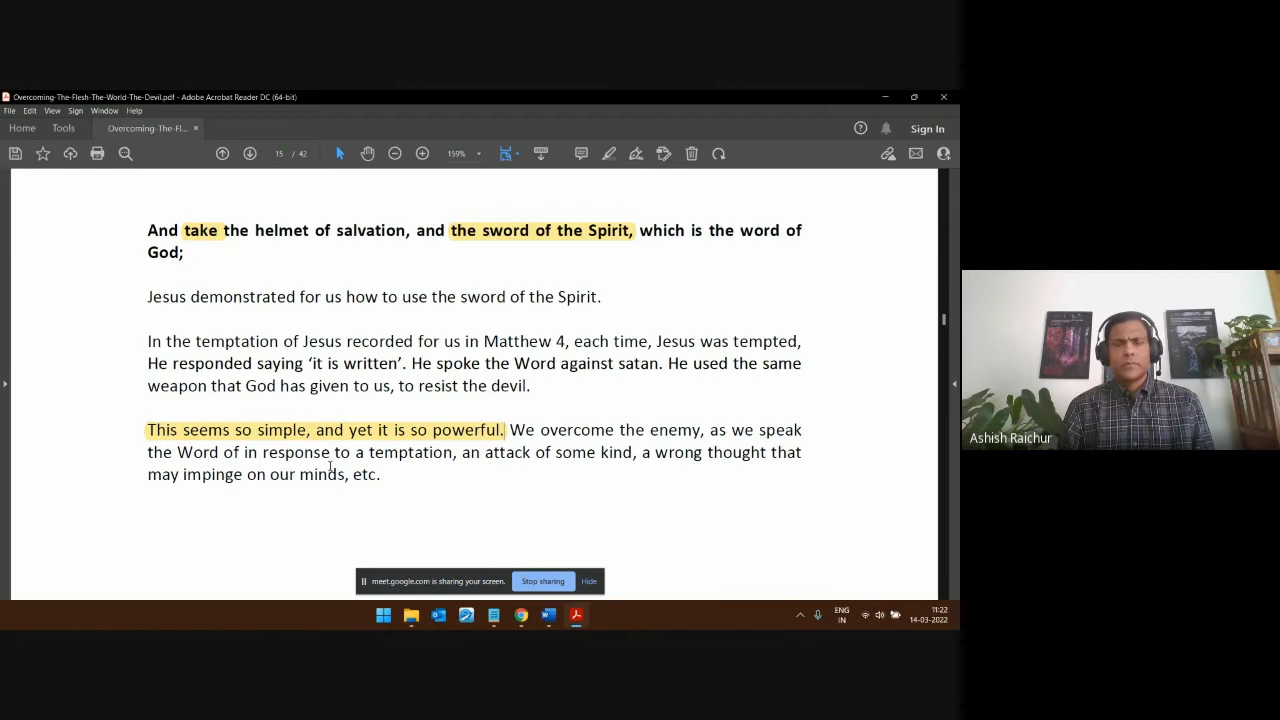 Overcoming-The-Flesh-The-World-The-Devil.pdf - Adobe Acrobat Reader DC (64-bit)
File Edit View Sign Window Help
Home Tools Overcoming-The-Fl... × Sign In
15 / 42 159%
And take the helmet of salvation, and the sword of the Spirit, which is the word of
God;
Jesus demonstrated for us how to use the sword of the Spirit.
In the temptation of Jesus recorded for us in Matthew 4, each time, Jesus was tempted,
He responded saying ‘it is written’. He spoke the Word against satan. He used the same
weapon that God has given to us, to resist the devil.
This seems so simple, and yet it is so powerful. We overcome the enemy, as we speak
the Word of in response to a temptation, an attack of some kind, a wrong thought that
may impinge on our minds, etc.
meet.google.com is sharing your screen. Stop sharing Hide
ENG
IN
11:22
14-03-2022
Ashish Raichur